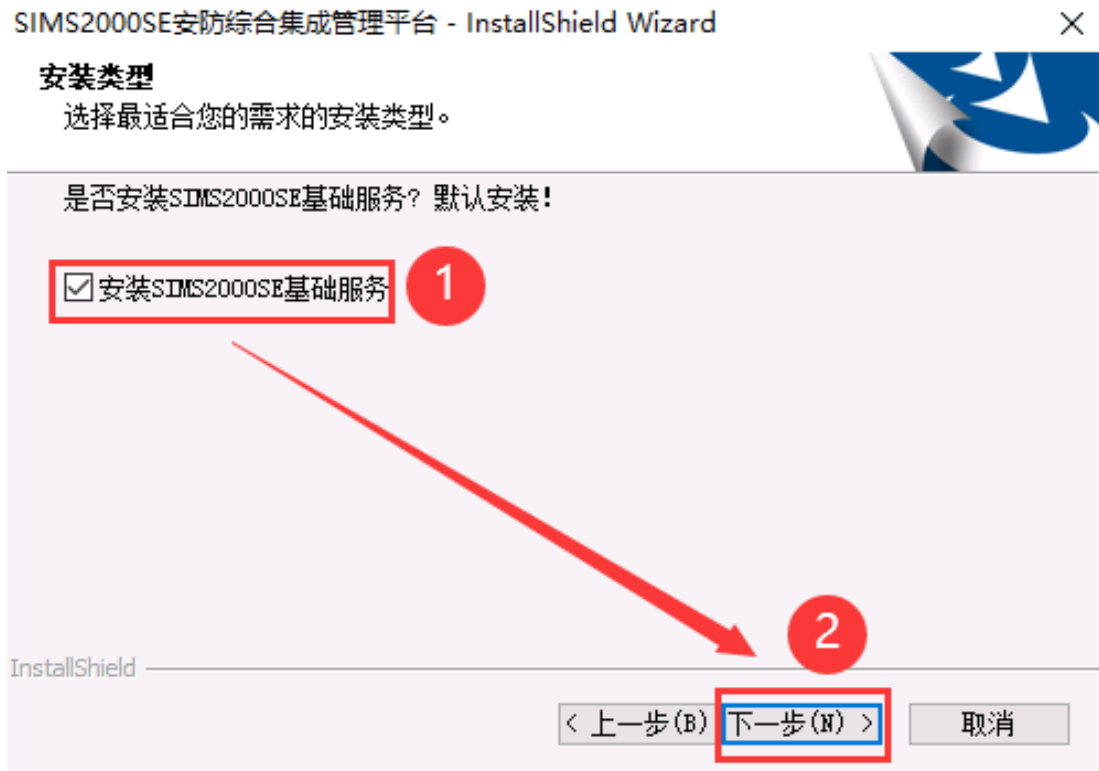 SIMS2000SE安防综合集成管理平台 - InstallShield Wizard
安装类型
选择最适合您的需求的安装类型。
是否安装SIMS2000SE基础服务？默认安装！
安装SIMS2000SE基础服务
1
2
InstallShield
< 上一步(B)
下一步(N) >
取消